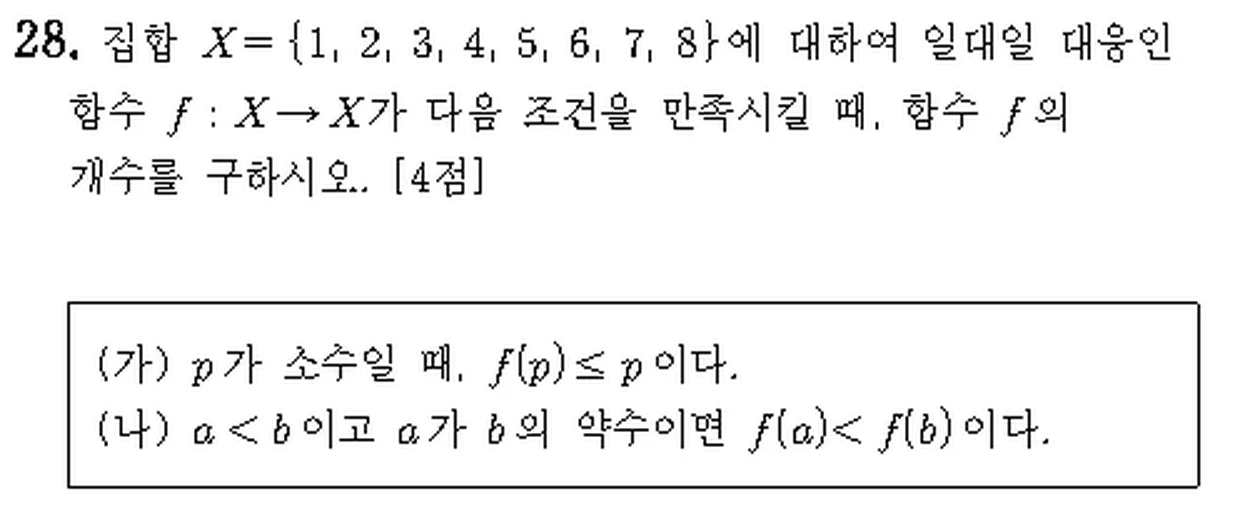 28. 집합 X={1, 2, 3, 4, 5, 6, 7, 8}에 대하여 일대일 대응인
함수 f : X→X가 다음 조건을 만족시킬 때, 함수 f의
개수를 구하시오.. [4점]
(가) p가 소수일 때, f(p)≤p이다.
(나) a<b이고 a가 b의 약수이면 f(a)<f(b)이다.